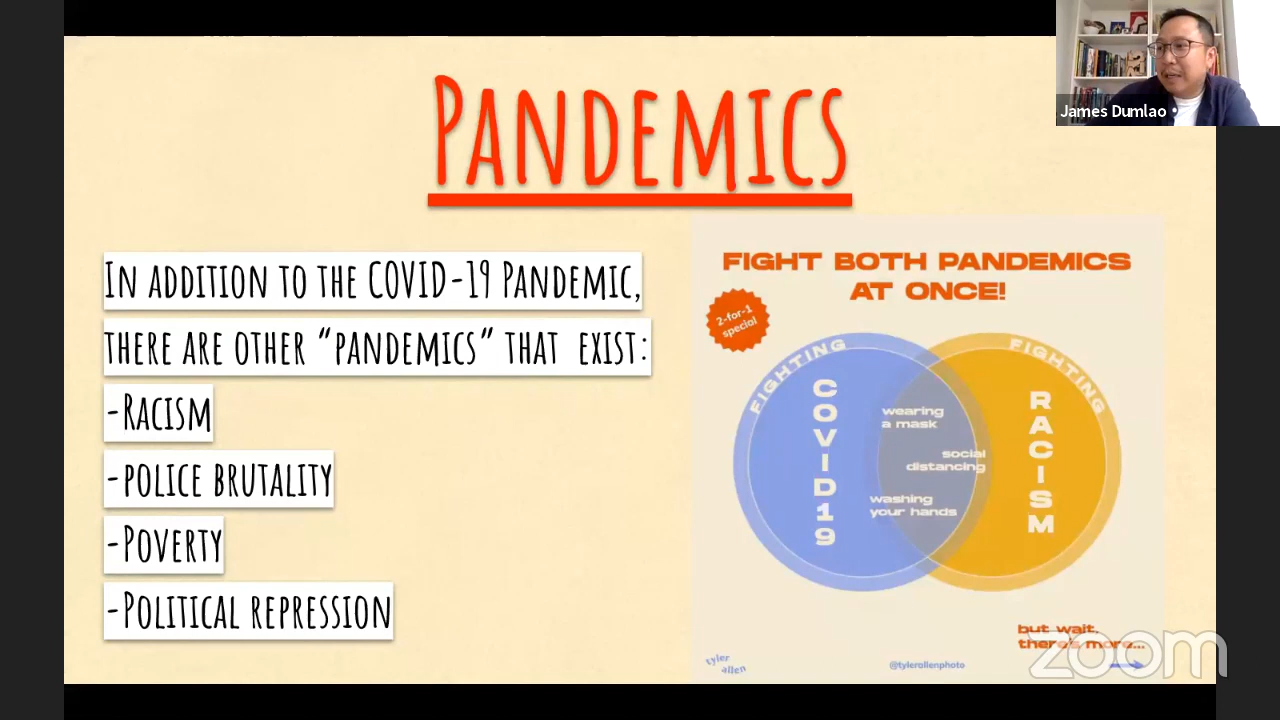 James Dumlao
PANDEMICS
IN ADDITION TO THE COVID-19 PANDEMIC,
THERE ARE OTHER “PANDEMICS” THAT EXIST:
-RACISM
-POLICE BRUTALITY
-POVERTY
-POLITICAL REPRESSION
FIGHT BOTH PANDEMICS
AT ONCE!
2-for-1
special
FIGHTING
COVID19
wearing
a mask
social
distancing
washing
your hands
FIGHTING
RACISM
but wait,
theres more...
tyler
allen
@tylerallenphoto
zoom